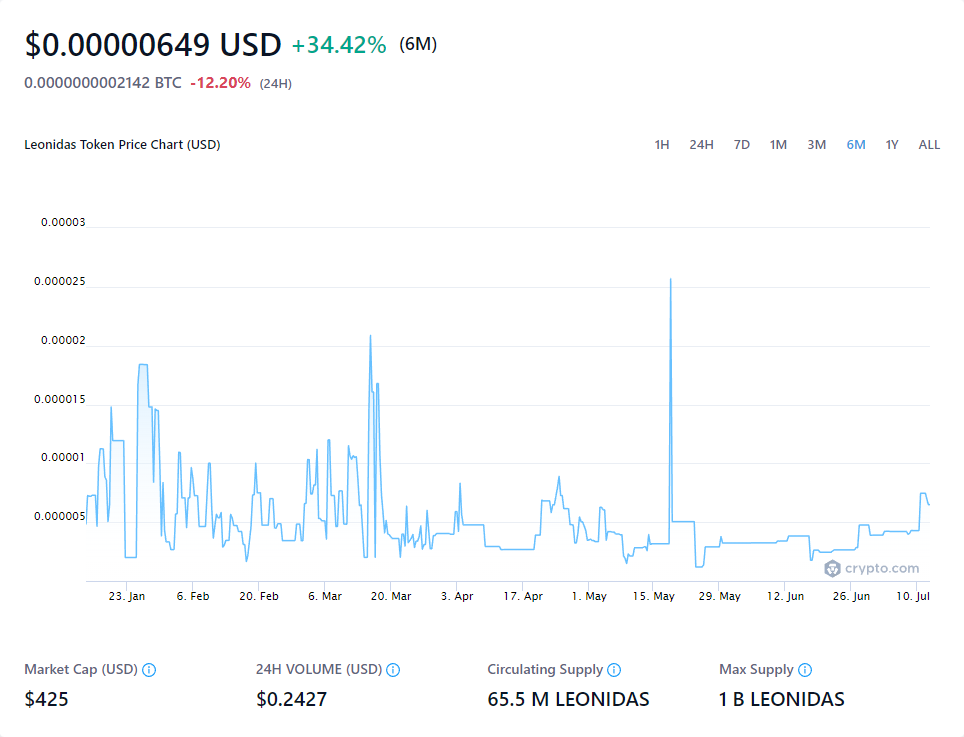 $0.00000649 USD +34.42% (6M)
0.0000000002142 BTC -12.20% (24H)
Leonidas Token Price Chart (USD) 1H 24H 7D 1M 3M 6M 1Y ALL
0.00003
0.000025
0.00002
0.000015
0.00001
0.000005
crypto.com
23. Jan 6. Feb 20. Feb 6. Mar 20. Mar 3. Apr 17. Apr 1. May 15. May 29. May 12. Jun 26. Jun 10. Jul
Market Cap (USD) 24H VOLUME (USD) Circulating Supply Max Supply
$425 $0.2427 65.5 M LEONIDAS 1 B LEONIDAS